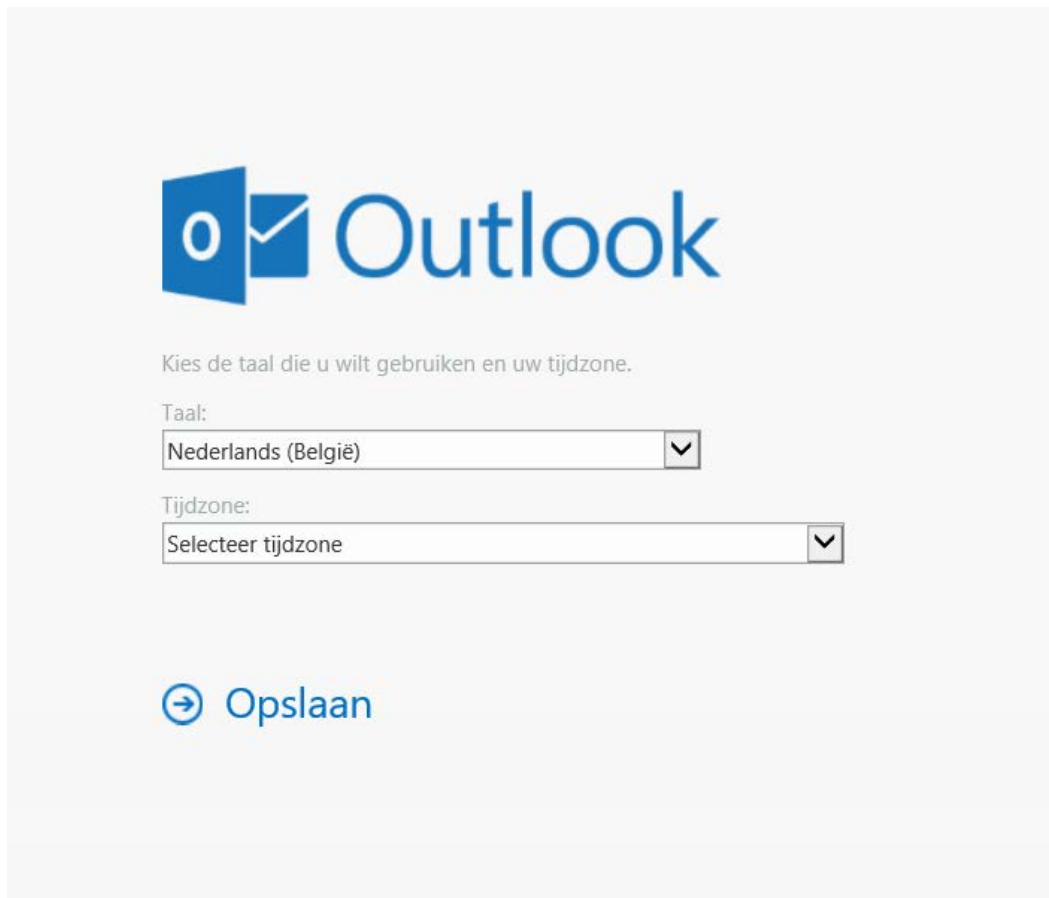 o Outlook
Kies de taal die u wilt gebruiken en uw tijdzone.
Taal:
Nederlands (België)
Tijdzone:
Selecteer tijdzone
Opslaan